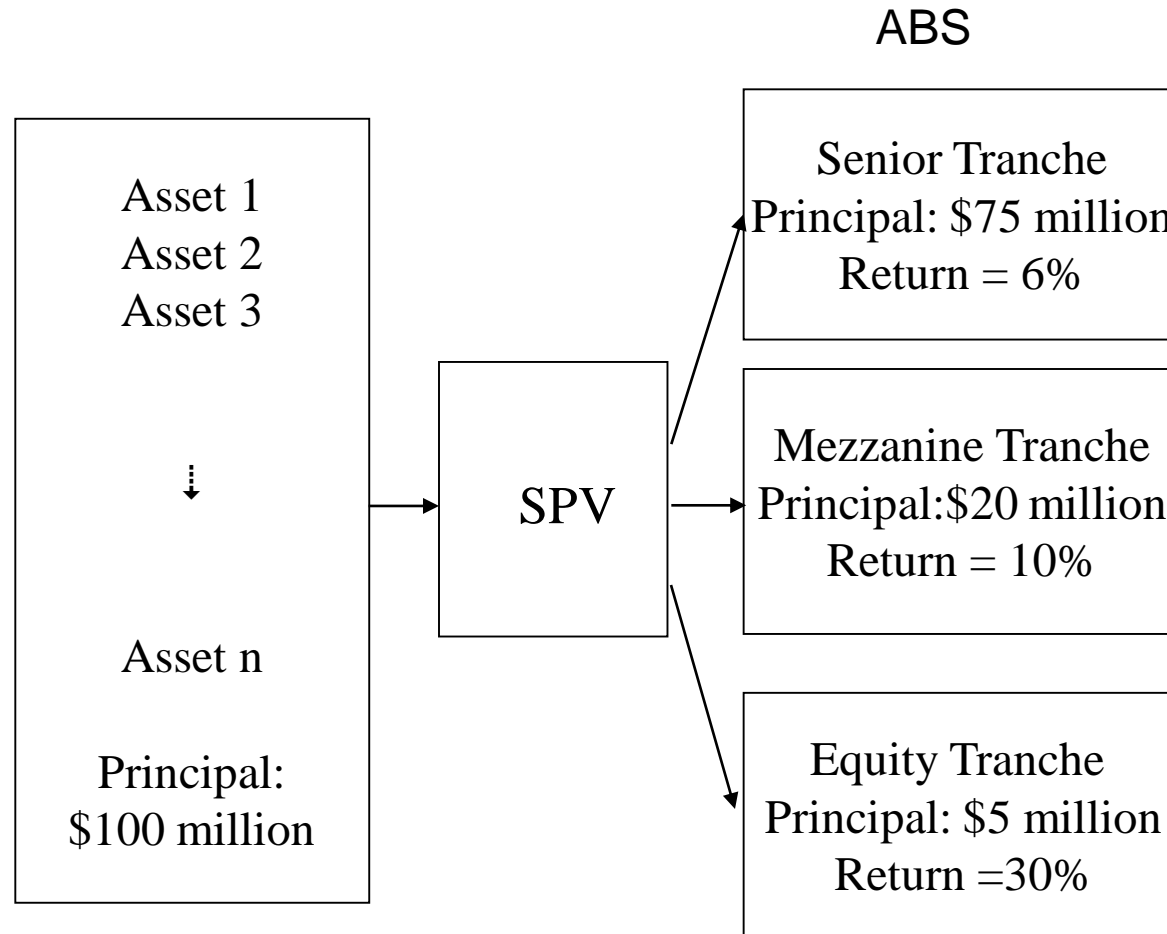 ABS
Asset 1
Asset 2
Asset 3
Asset n
Principal:
$100 million
SPV
Senior Tranche
Principal: $75 million
Return = 6%
Mezzanine Tranche
Principal:$20 million
Return = 10%
Equity Tranche
Principal: $5 million
Return =30%